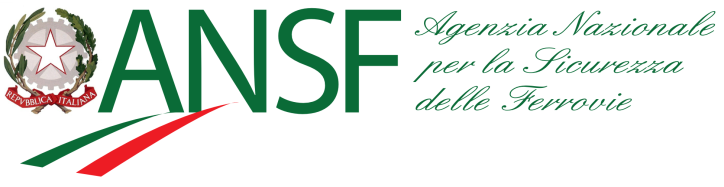 REPVBBLICA ITALIANA
ANSF
Agenzia Nazionale
per la Sicurezza
delle Ferrovie